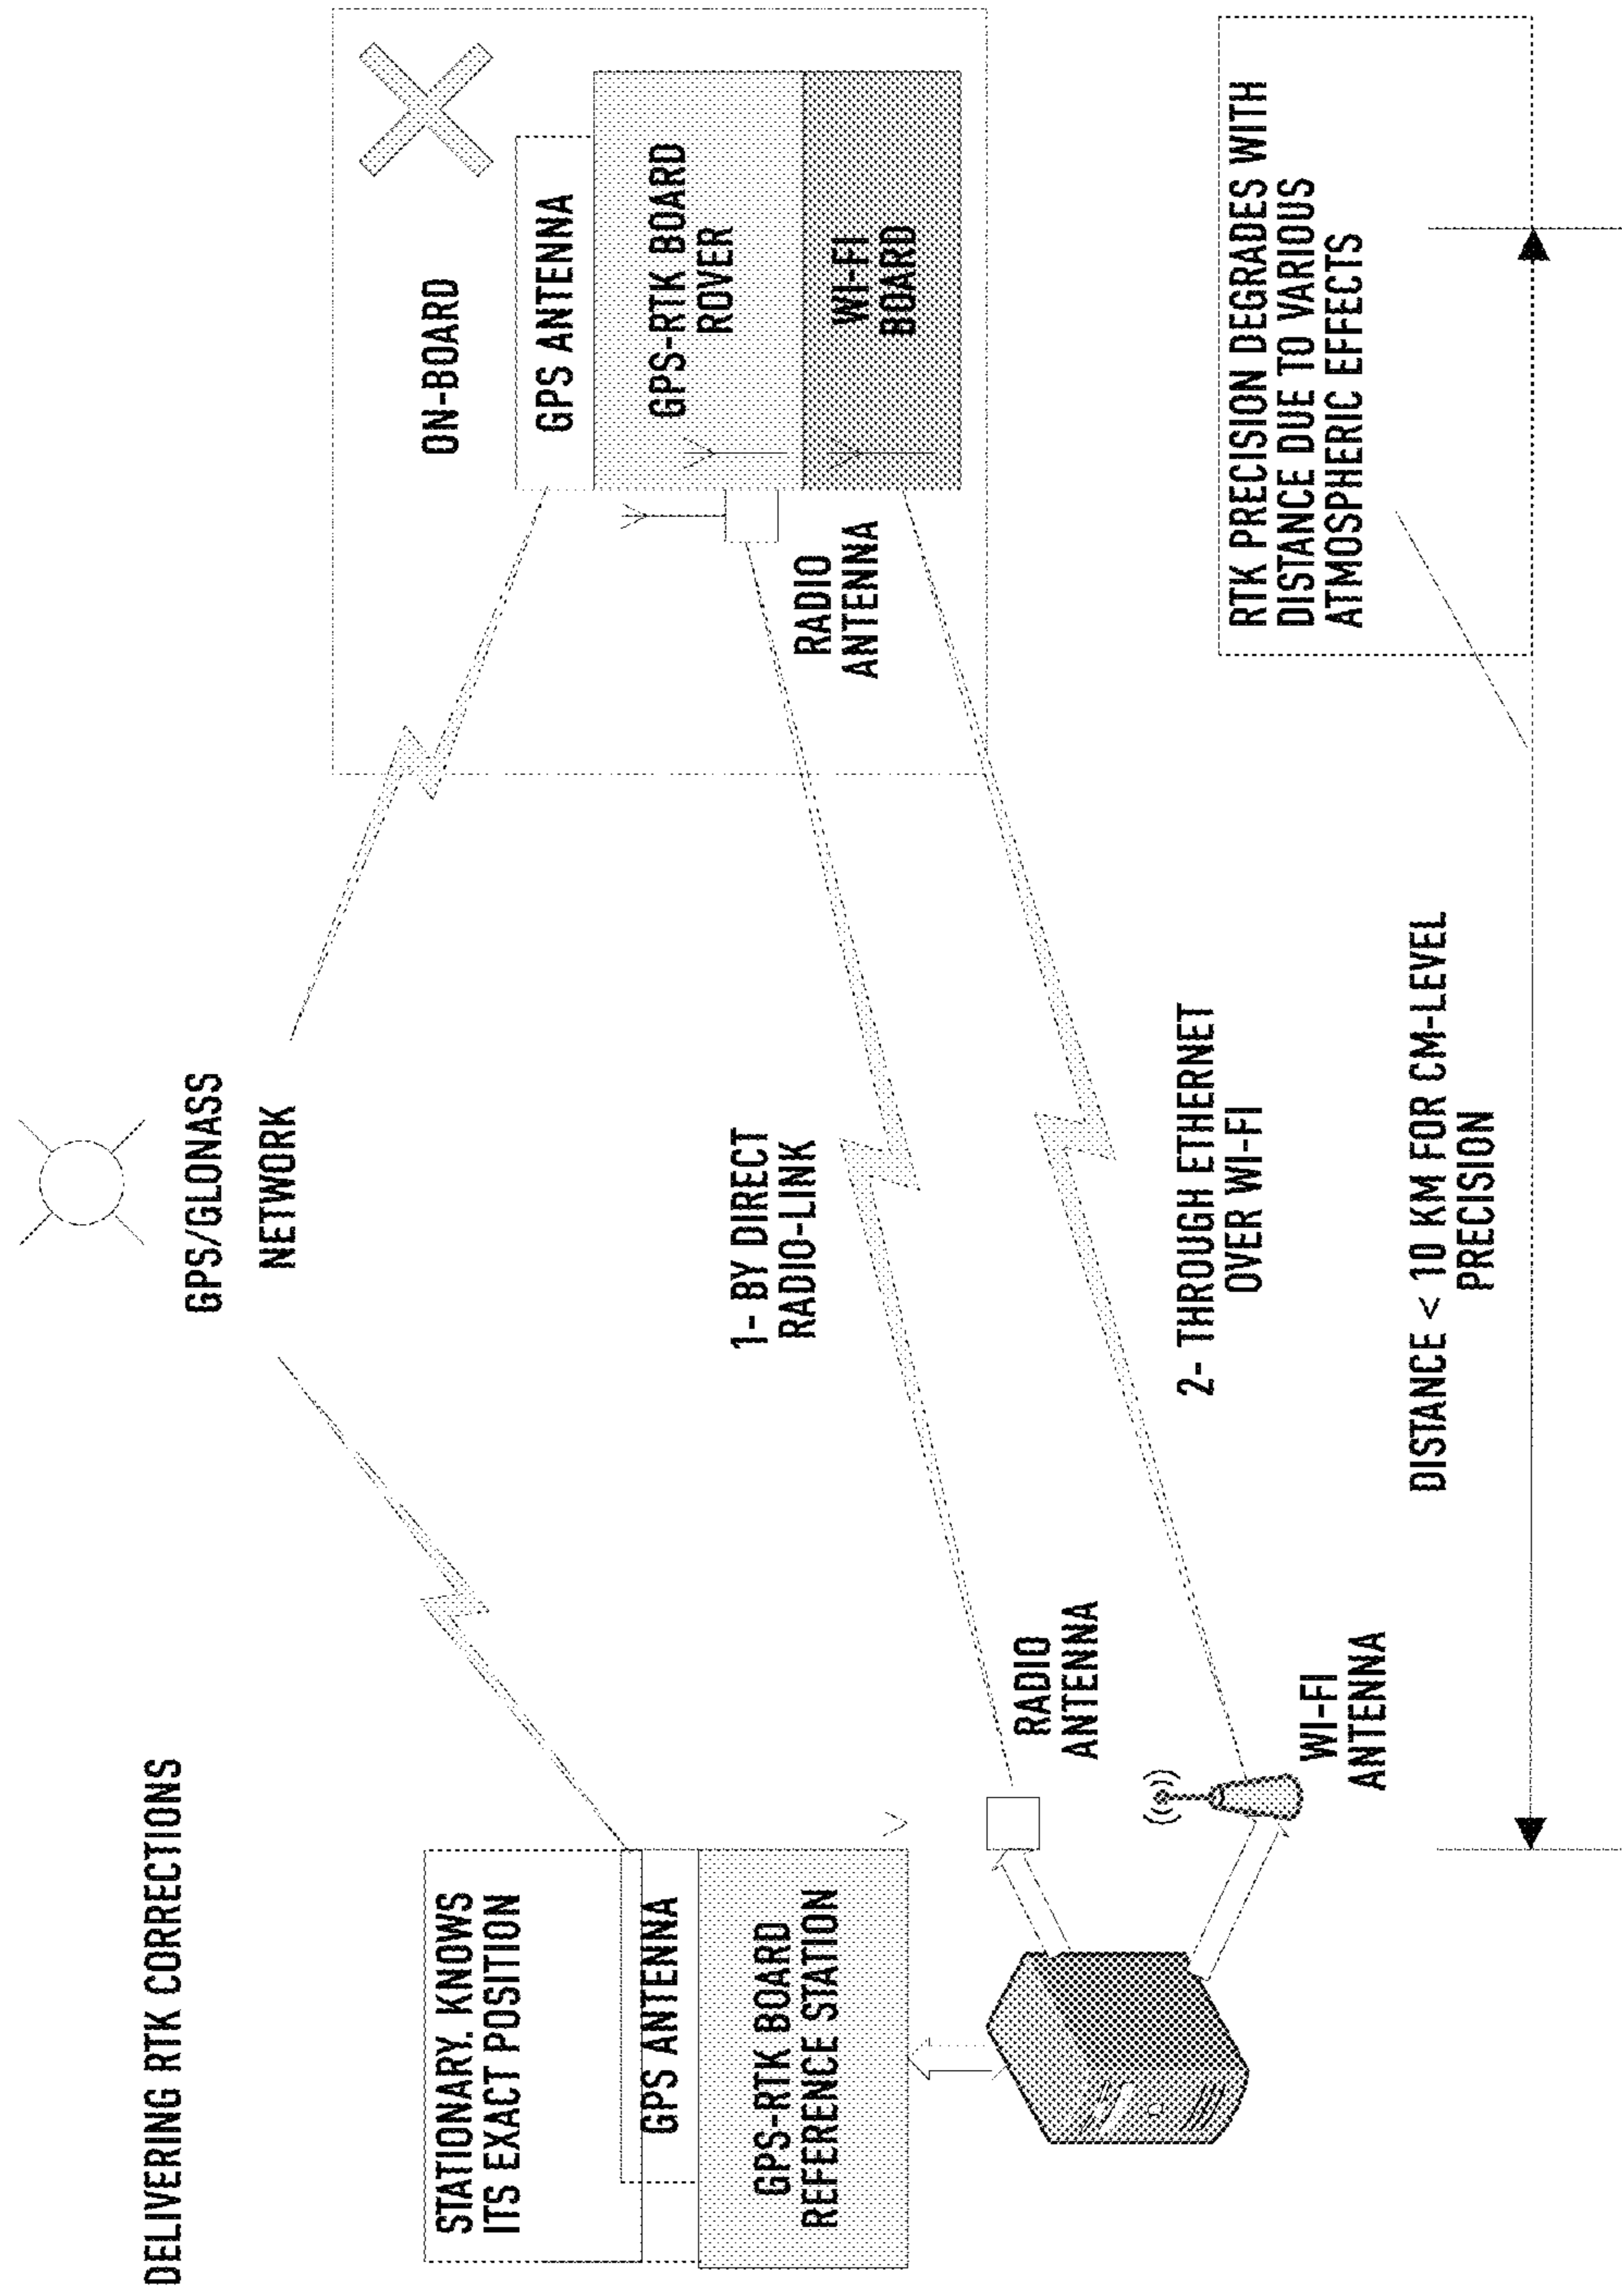 DELIVERING RTK CORRECTIONS
GPS/GLONASS
NETWORK
STATIONARY. KNOWS
ITS EXACT POSITION
GPS ANTENNA
GPS-RTK BOARD
REFERENCE STATION
RADIO
ANTENNA
WI-FI
ANTENNA
1- BY DIRECT
RADIO-LINK
2- THROUGH ETHERNET
OVER WI-FI
ON-BOARD
GPS ANTENNA
GPS-RTK BOARD
ROVER
WI-FI
BOARD
RADIO
ANTENNA
DISTANCE < 10 KM FOR CM-LEVEL
PRECISION
RTK PRECISION DEGRADES WITH
DISTANCE DUE TO VARIOUS
ATMOSPHERIC EFFECTS